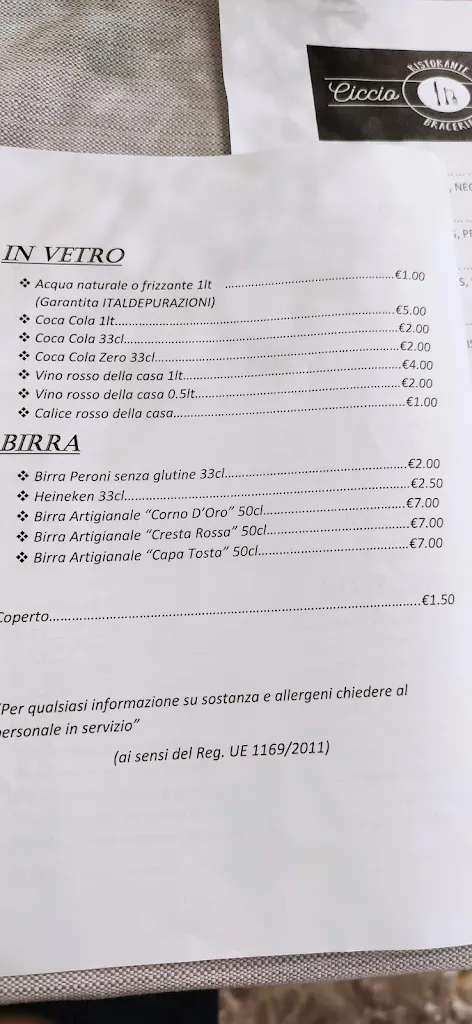 RISTORANTE
Ciccio
BRACERIA
, NEC
IN VETRO
❖ Acqua naturale o frizzante 1lt ........................................€1.00
(Garantita ITALDEPURAZIONI)
❖ Coca Cola 1lt........................................€5.00
❖ Coca Cola 33cl........................................€2.00
❖ Coca Cola Zero 33cl........................................€2.00
❖ Vino rosso della casa 1lt........................................€4.00
❖ Vino rosso della casa 0.5lt........................................€2.00
❖ Calice rosso della casa........................................€1.00
BIRRA
❖ Birra Peroni senza glutine 33cl........................................€2.00
❖ Heineken 33cl........................................€2.50
❖ Birra Artigianale “Corno D’Oro” 50cl........................................€7.00
❖ Birra Artigianale “Cresta Rossa” 50cl........................................€7.00
❖ Birra Artigianale “Capa Tosta” 50cl........................................€7.00
Coperto........................................€1.50
“Per qualsiasi informazione su sostanza e allergeni chiedere al
personale in servizio”
(ai sensi del Reg. UE 1169/2011)